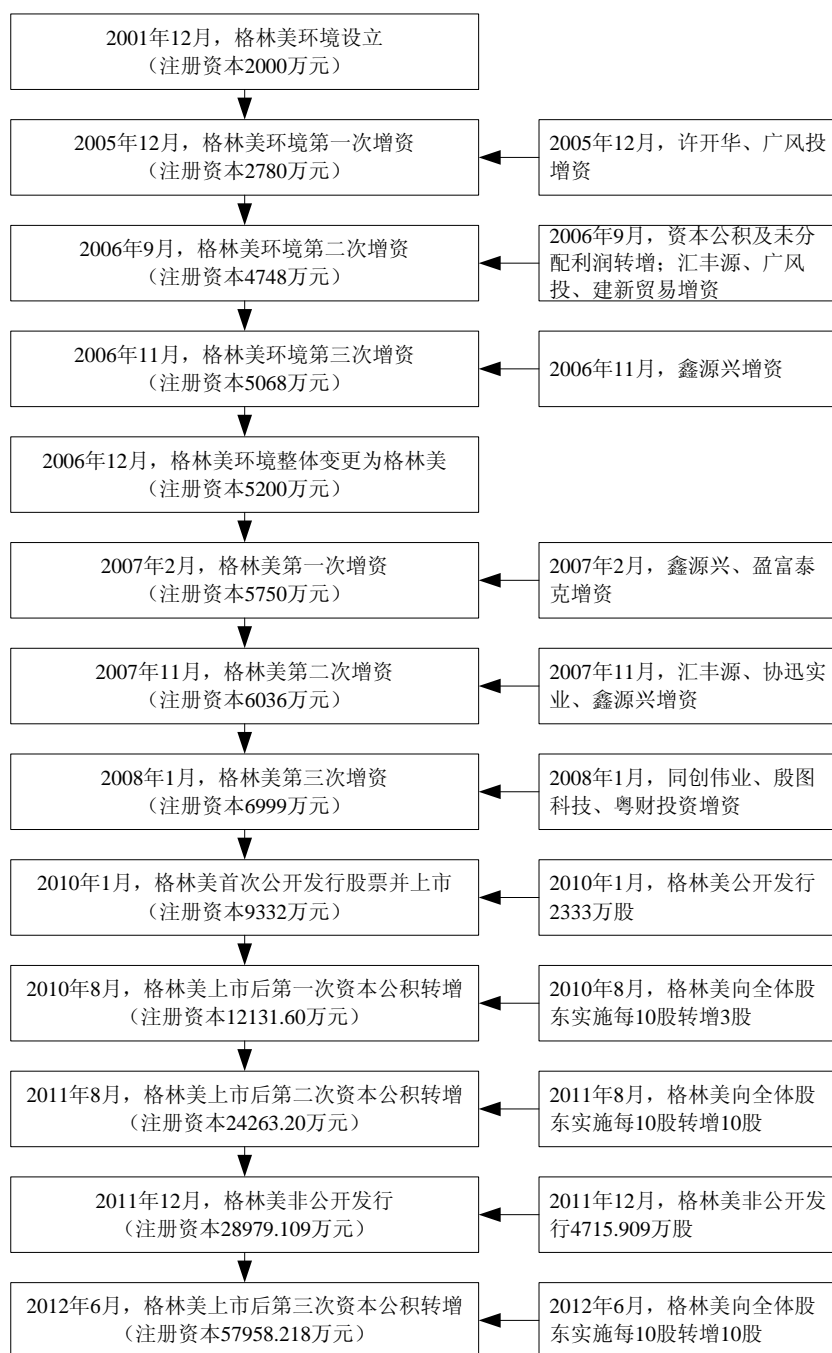 2001年12月，格林美环境设立
（注册资本2000万元）
2005年12月，格林美环境第一次增资
（注册资本2780万元）
2005年12月，许开华、广风投
增资
2006年9月，格林美环境第二次增资
（注册资本4748万元）
2006年9月，资本公积及未分
配利润转增；汇丰源、广风
投、建新贸易增资
2006年11月，格林美环境第三次增资
（注册资本5068万元）
2006年11月，鑫源兴增资
2006年12月，格林美环境整体变更为格林美
（注册资本5200万元）
2007年2月，格林美第一次增资
（注册资本5750万元）
2007年2月，鑫源兴、盈富泰
克增资
2007年11月，格林美第二次增资
（注册资本6036万元）
2007年11月，汇丰源、协迅实
业、鑫源兴增资
2008年1月，格林美第三次增资
（注册资本6999万元）
2008年1月，同创伟业、殷图
科技、粤财投资增资
2010年1月，格林美首次公开发行股票并上市
（注册资本9332万元）
2010年1月，格林美公开发行
2333万股
2010年8月，格林美上市后第一次资本公积转增
（注册资本12131.60万元）
2010年8月，格林美向全体股
东实施每10股转增3股
2011年8月，格林美上市后第二次资本公积转增
（注册资本24263.20万元）
2011年8月，格林美向全体股
东实施每10股转增10股
2011年12月，格林美非公开发行
（注册资本28979.109万元）
2011年12月，格林美非公开发
行4715.909万股
2012年6月，格林美上市后第三次资本公积转增
（注册资本57958.218万元）
2012年6月，格林美向全体股
东实施每10股转增10股